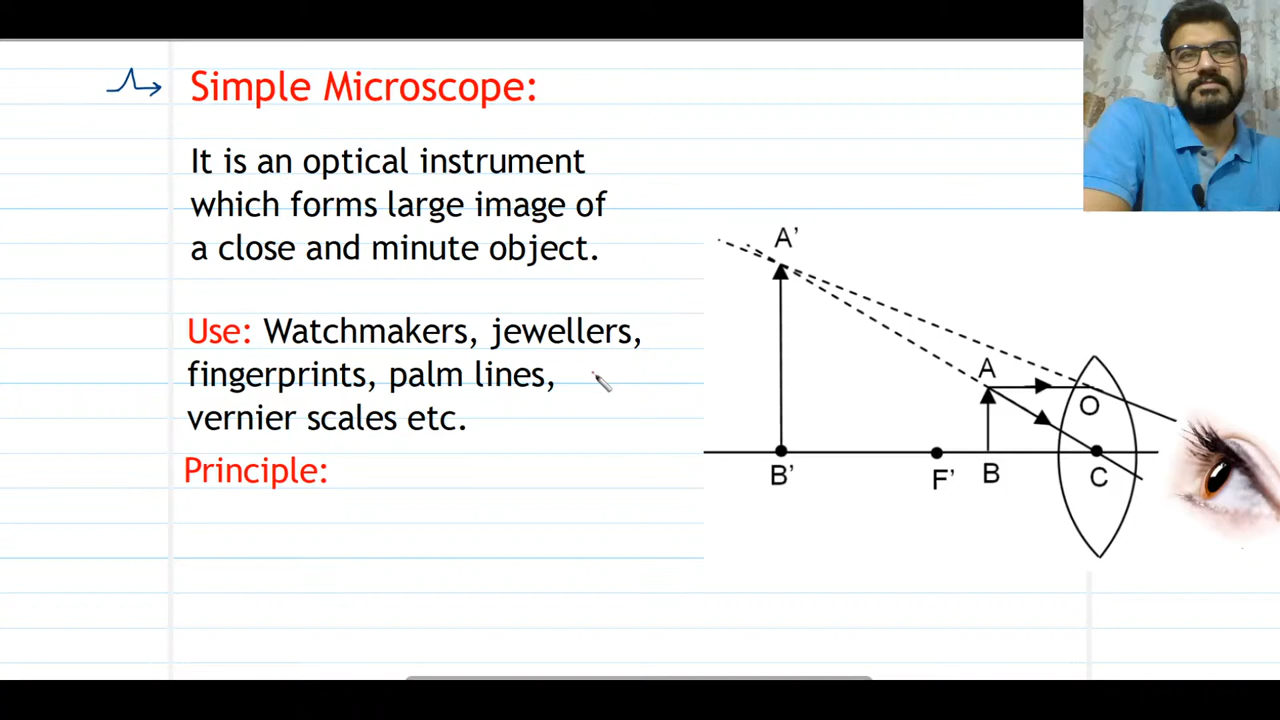 Simple Microscope:
It is an optical instrument
which forms large image of
a close and minute object.
Use: Watchmakers, jewellers,
fingerprints, palm lines,
vernier scales etc.
Principle:
A’
A
O
B’
F’
B
C